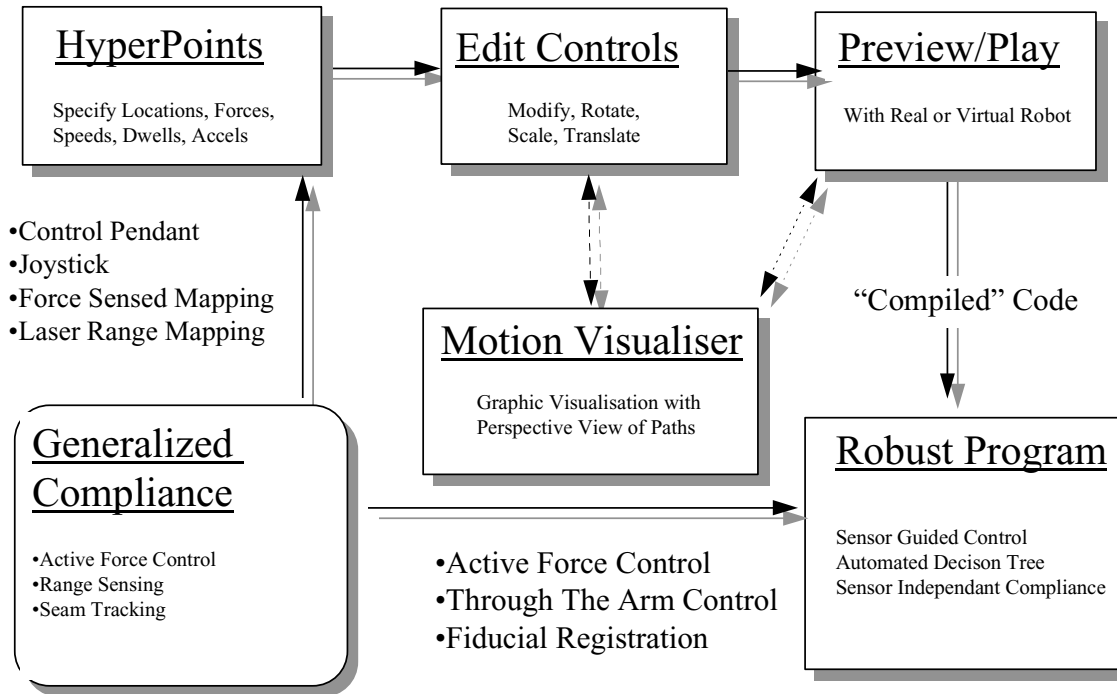 HyperPoints
Specify Locations, Forces,
Speeds, Dwells, Accels
Edit Controls
Modify, Rotate,
Scale, Translate
Preview/Play
With Real or Virtual Robot
•Control Pendant
•Joystick
•Force Sensed Mapping
•Laser Range Mapping
“Compiled” Code
Motion Visualiser
Graphic Visualisation with
Perspective View of Paths
Generalized
Compliance
•Active Force Control
•Range Sensing
•Seam Tracking
•Active Force Control
•Through The Arm Control
•Fiducial Registration
Robust Program
Sensor Guided Control
Automated Decison Tree
Sensor Independant Compliance